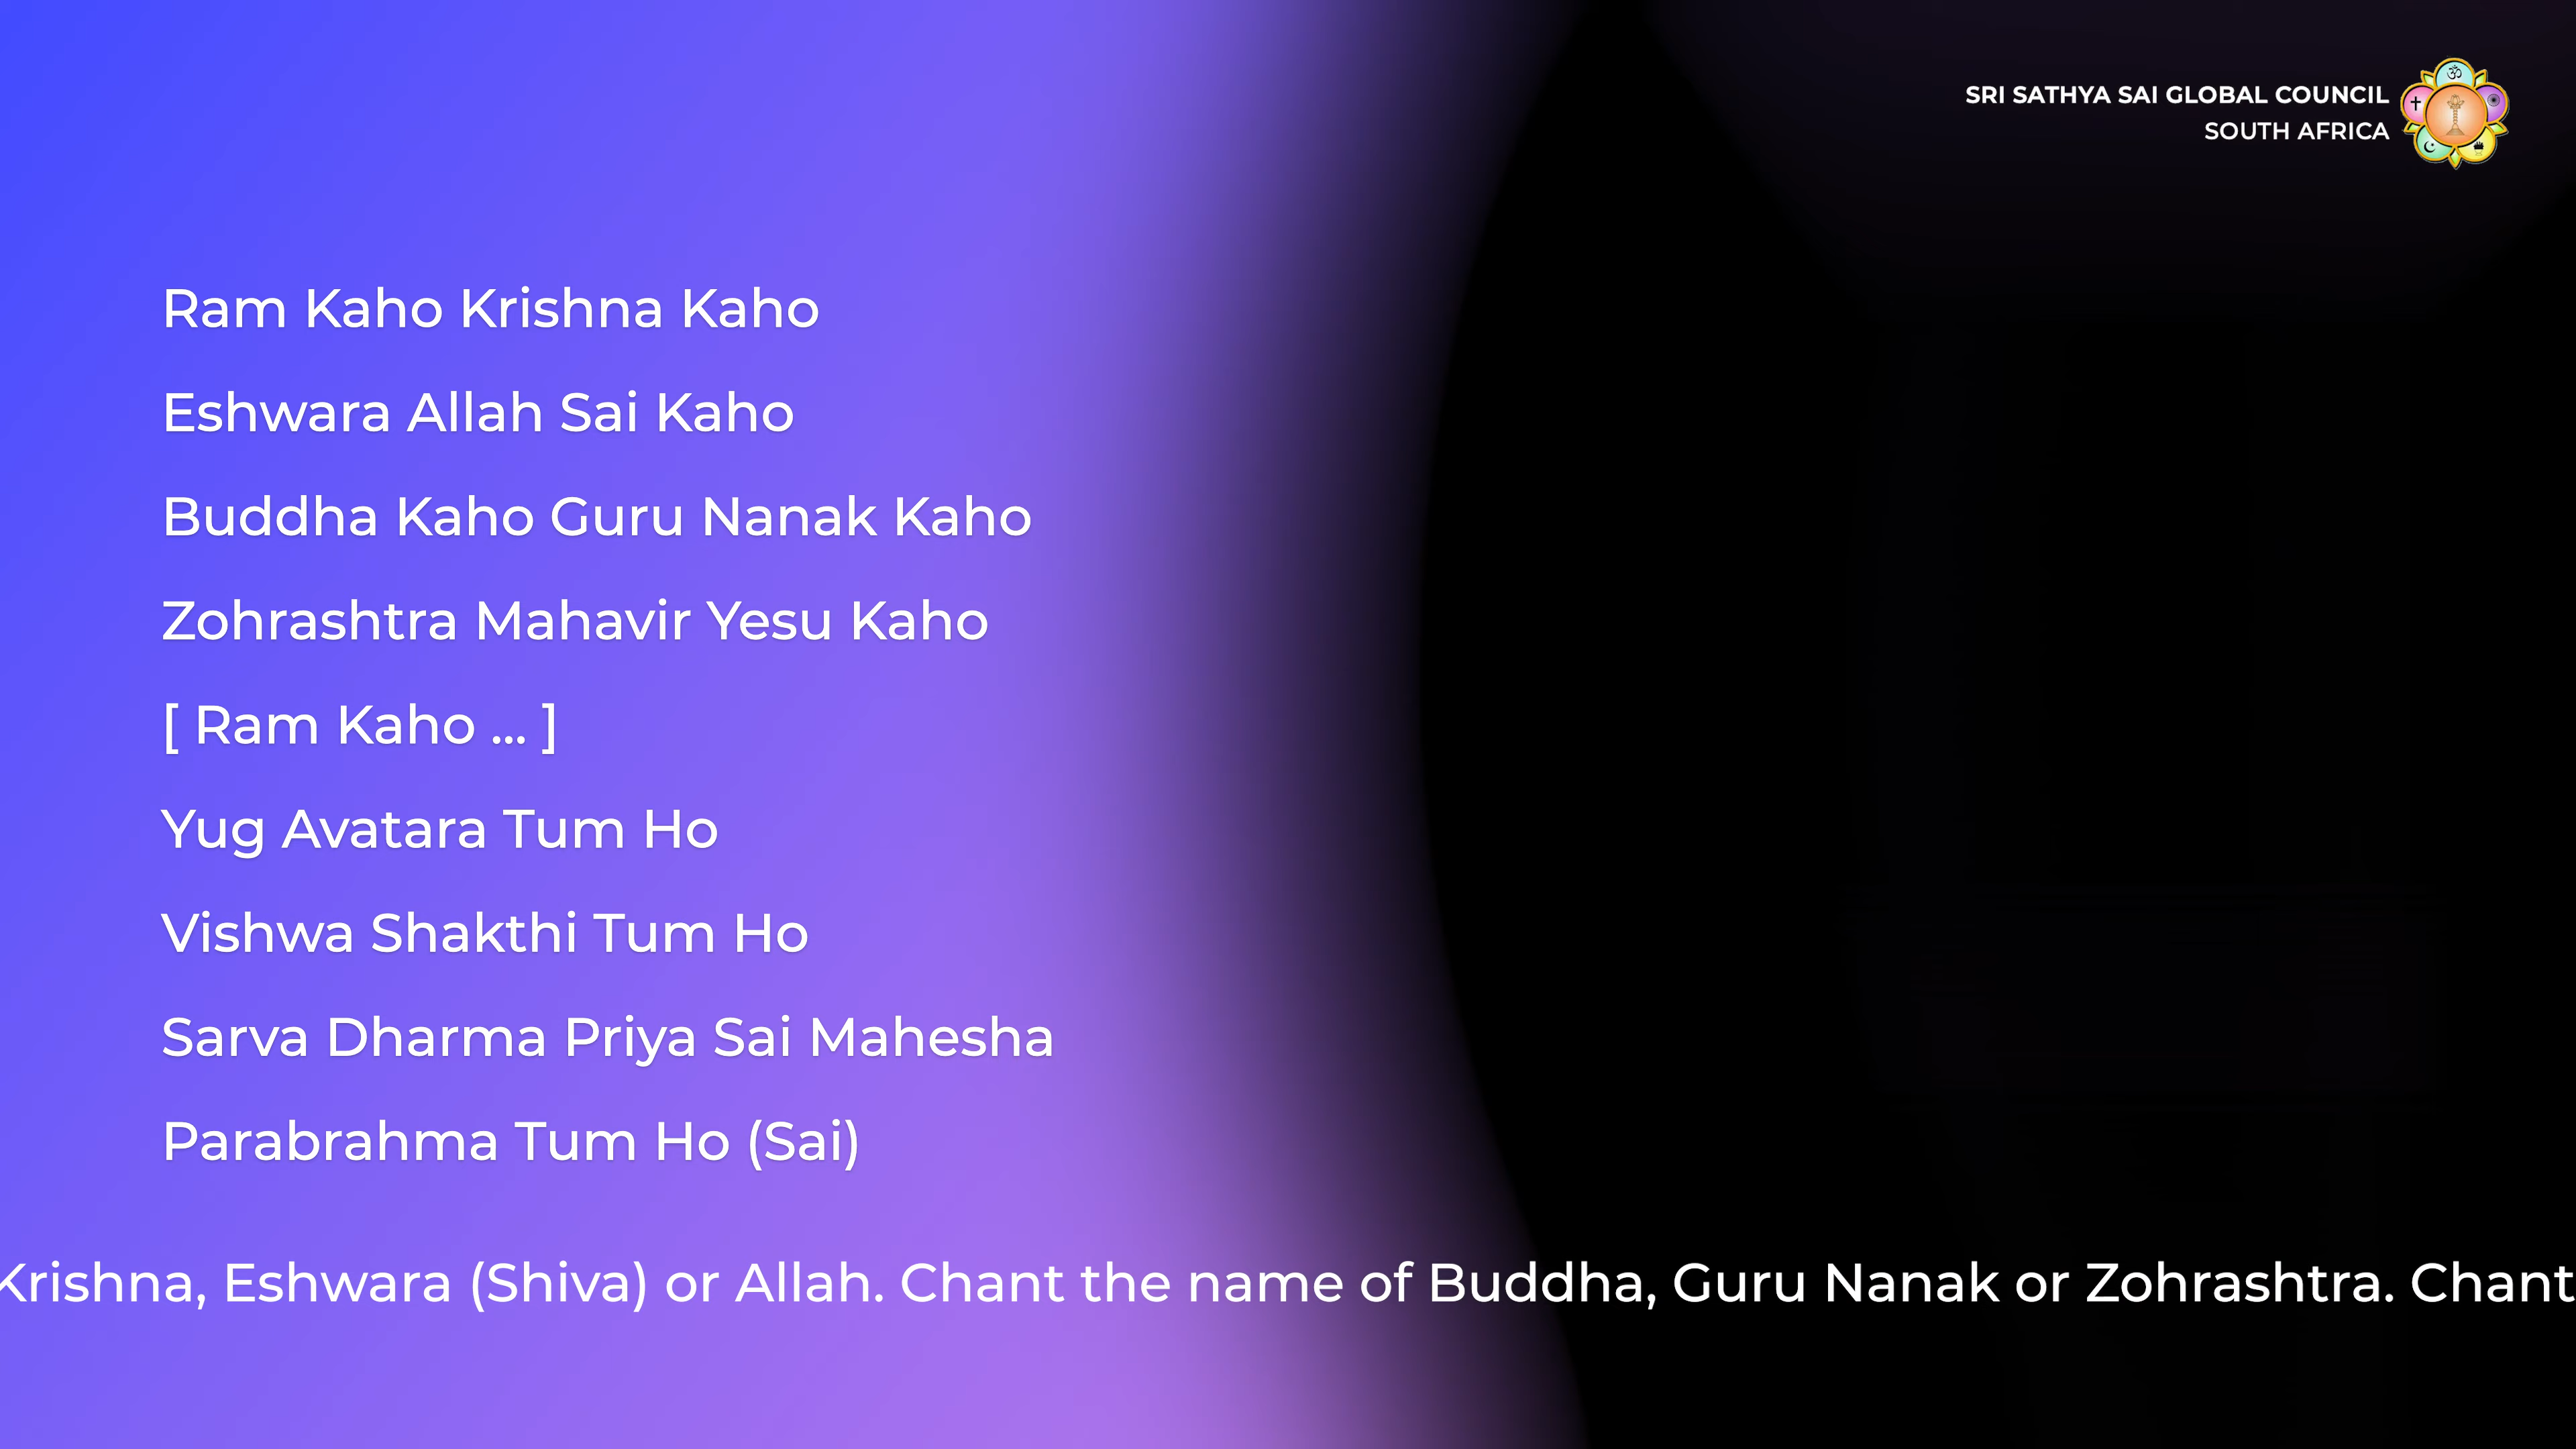 SRI SATHYA SAI GLOBAL COUNCIL
SOUTH AFRICA
Ram Kaho Krishna Kaho
Eshwara Allah Sai Kaho
Buddha Kaho Guru Nanak Kaho
Zohrashtra Mahavir Yesu Kaho
[ Ram Kaho ... ]
Yug Avatara Tum Ho
Vishwa Shakthi Tum Ho
Sarva Dharma Priya Sai Mahesha
Parabrahma Tum Ho (Sai)
Krishna, Eshwara (Shiva) or Allah. Chant the name of Buddha, Guru Nanak or Zohrashtra. Chant